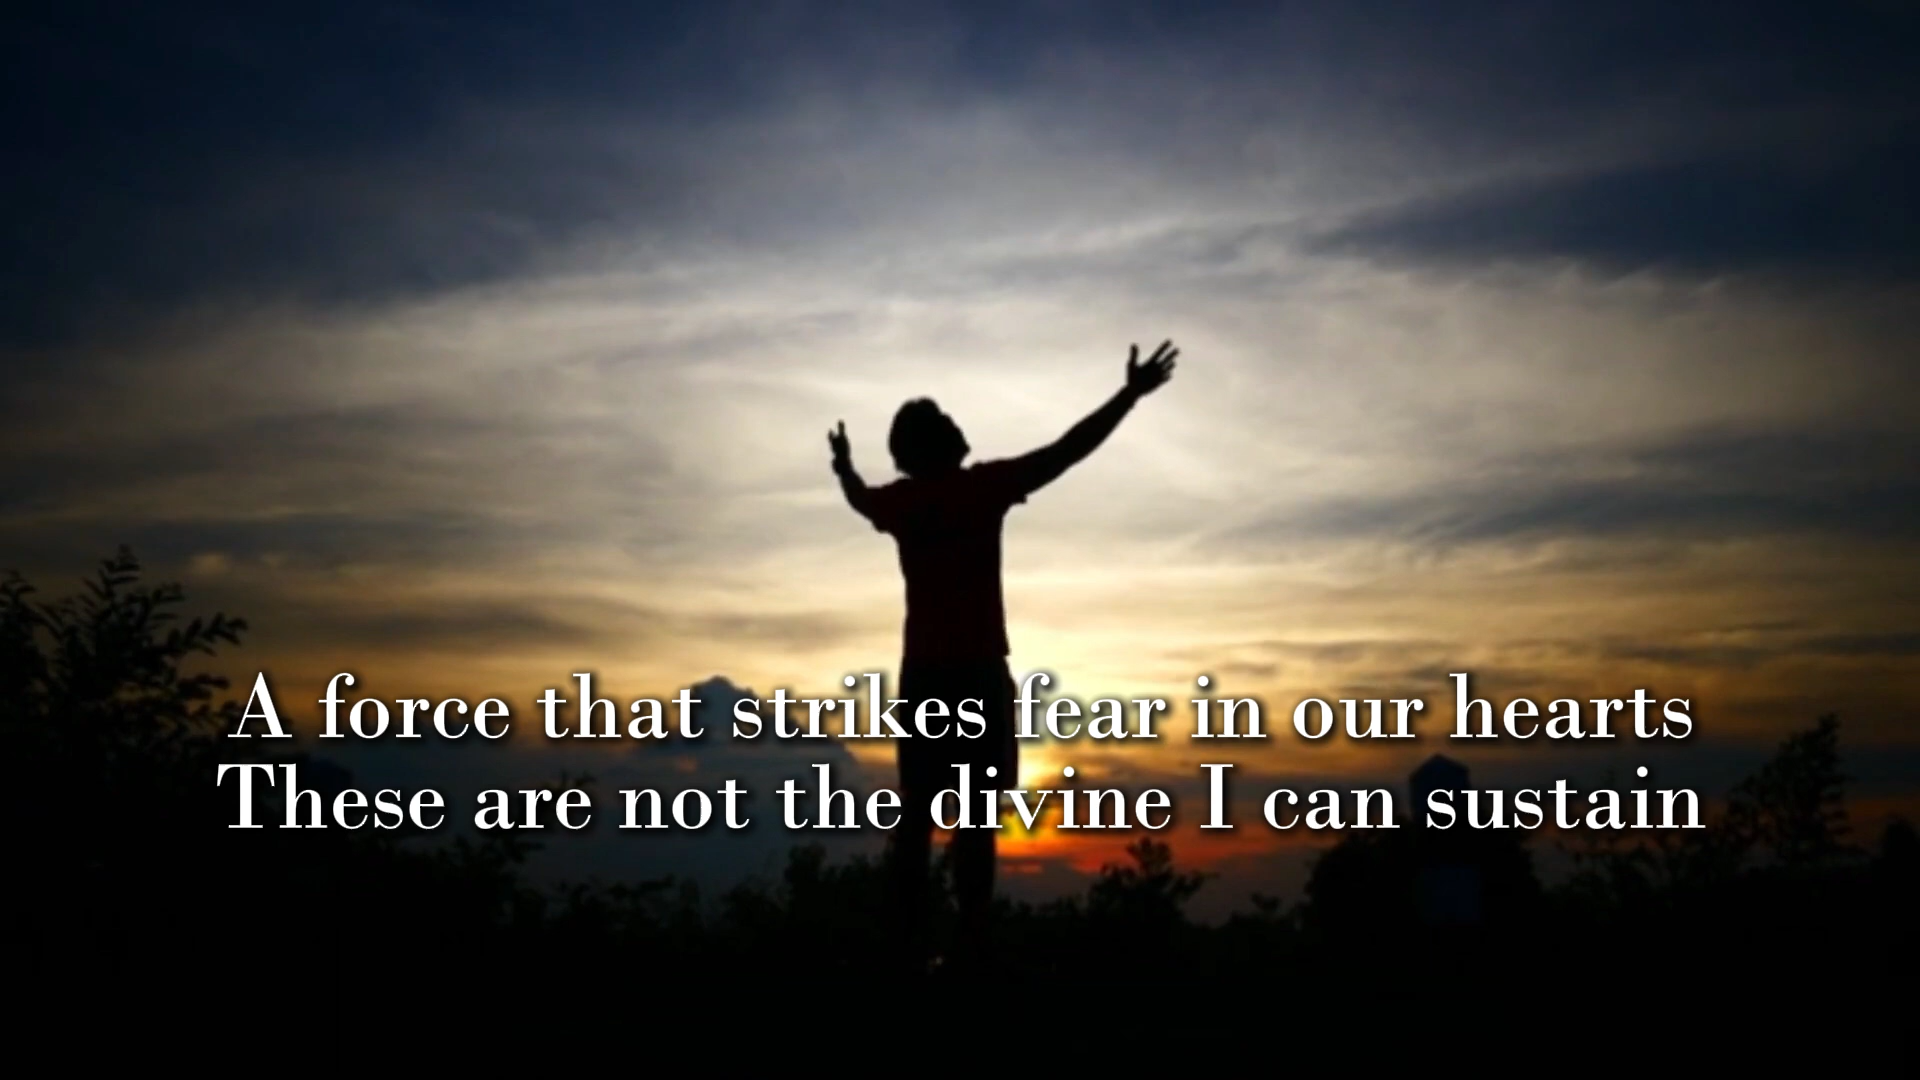 A force that strikes fear in our hearts
These are not the divine I can sustain